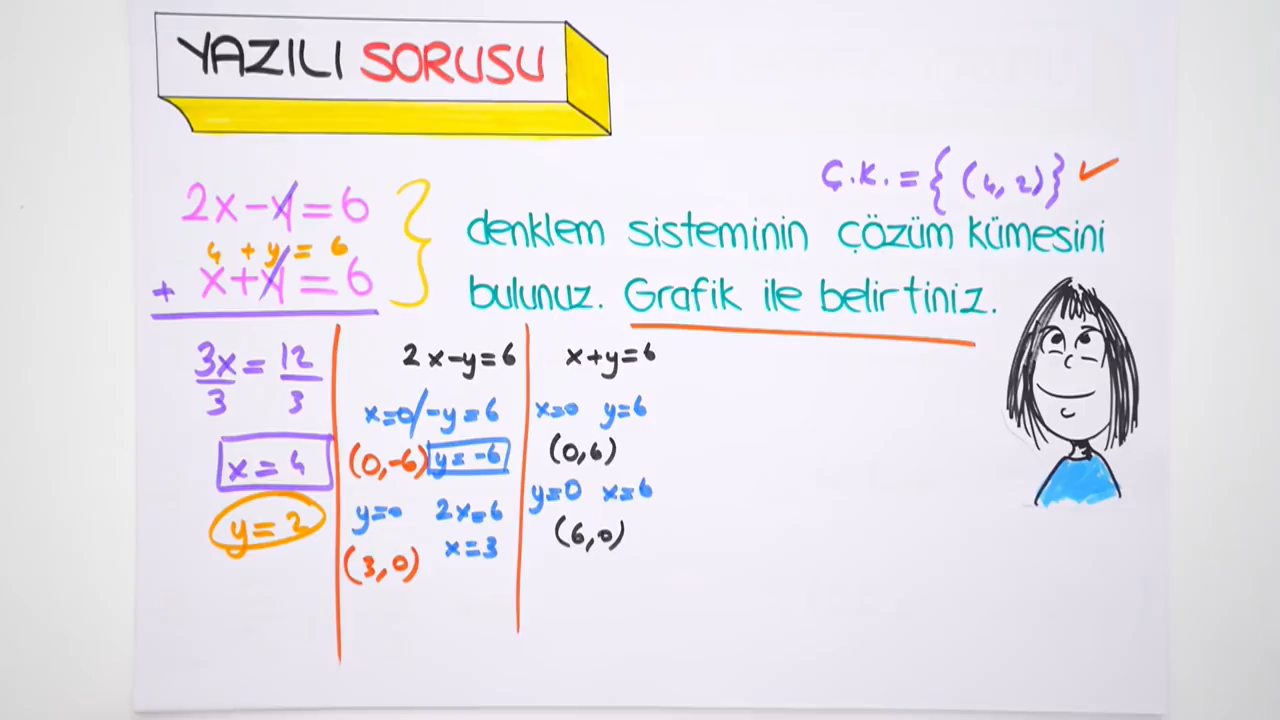 YAZILI SORUSU
Ç.K. = {(4,2)} ✓
2x-y=6
4 + y = 6
+ x+y=6
denklem sisteminin çözüm kümesini
bulunuz. Grafik ile belirtiniz.
3x/3 = 12/3
x=4
y=2
2x-y=6
x=0/-y=6
(0,-6) y=-6
y=0 2x=6
x=3
(3,0)
x+y=6
x=0 y=6
(0,6)
y=0 x=6
(6,0)